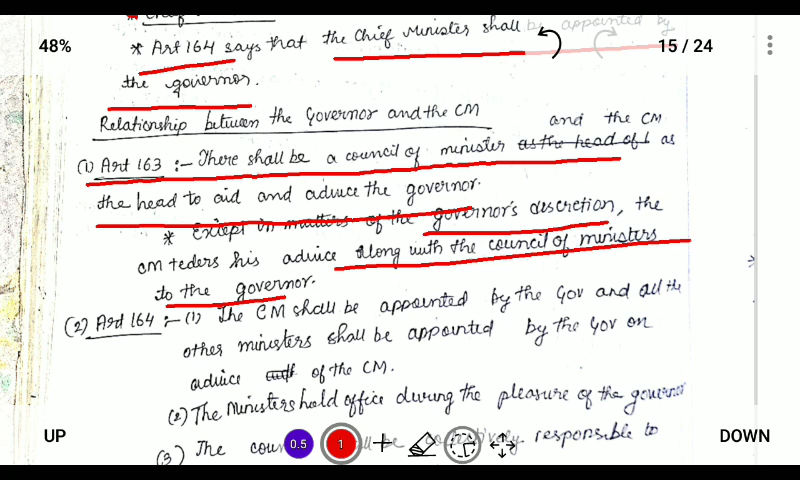 48%
15 / 24
* Art 164 says that the Chief Minister shall be appointed by
the governor.
Relationship between the Governor and the CM
and the CM
(1) Art 163 :- There shall be a council of minister as the head of as
the head to aid and advice the governor.
* Except in matters of the governor's discretion, the
CM teders his advice along with the council of ministers
to the governor.
(2) Art 164 :- (1) The CM shall be appointed by the Gov and all the
other ministers shall be appointed by the Gov on
advice of the CM.
(2) The Ministers hold office during the pleasure of the governor
(3) The be collectively responsible to
UP
0.5
1
DOWN